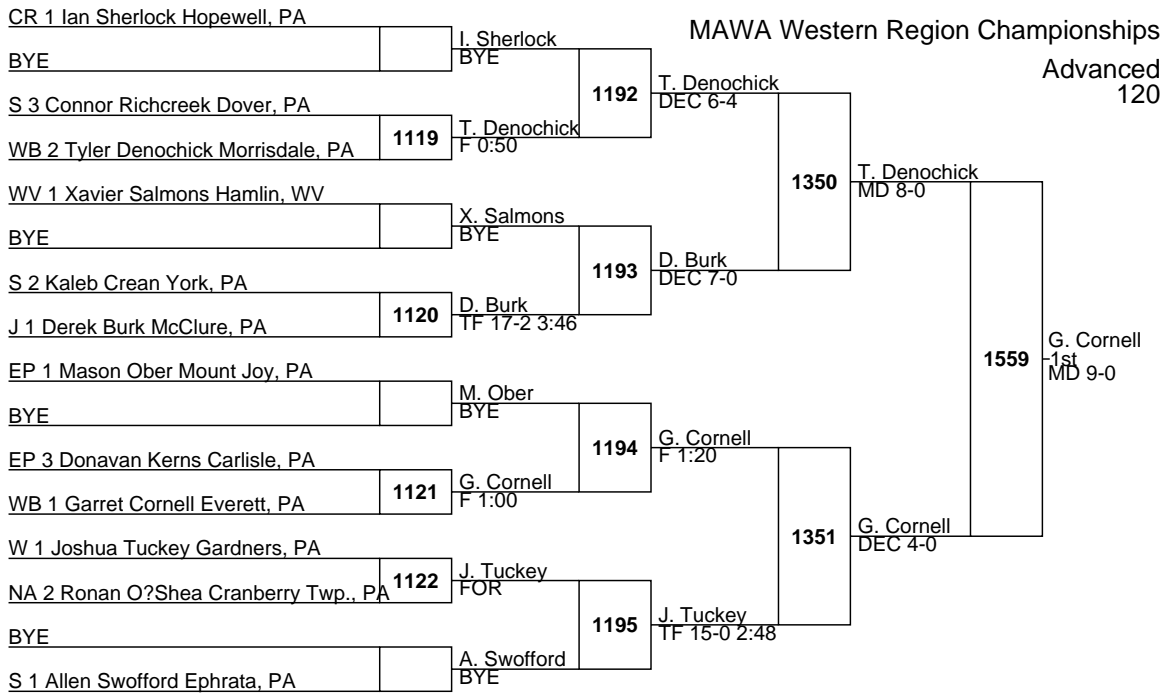 MAWA Western Region Championships
Advanced
120
CR 1 Ian Sherlock Hopewell, PA
BYE
S 3 Connor Richcreek Dover, PA
WB 2 Tyler Denochick Morrisdale, PA
WV 1 Xavier Salmons Hamlin, WV
BYE
S 2 Kaleb Crean York, PA
J 1 Derek Burk McClure, PA
EP 1 Mason Ober Mount Joy, PA
BYE
EP 3 Donavan Kerns Carlisle, PA
WB 1 Garret Cornell Everett, PA
W 1 Joshua Tuckey Gardners, PA
NA 2 Ronan O?Shea Cranberry Twp., PA
BYE
S 1 Allen Swofford Ephrata, PA
1119
1120
1121
1122
I. Sherlock
BYE
T. Denochick
F 0:50
X. Salmons
BYE
D. Burk
TF 17-2 3:46
M. Ober
BYE
G. Cornell
F 1:00
J. Tuckey
FOR
A. Swofford
BYE
1192
1193
1194
1195
T. Denochick
DEC 6-4
D. Burk
DEC 7-0
G. Cornell
F 1:20
J. Tuckey
TF 15-0 2:48
1350
1351
T. Denochick
MD 8-0
G. Cornell
DEC 4-0
1559
G. Cornell
1st
MD 9-0